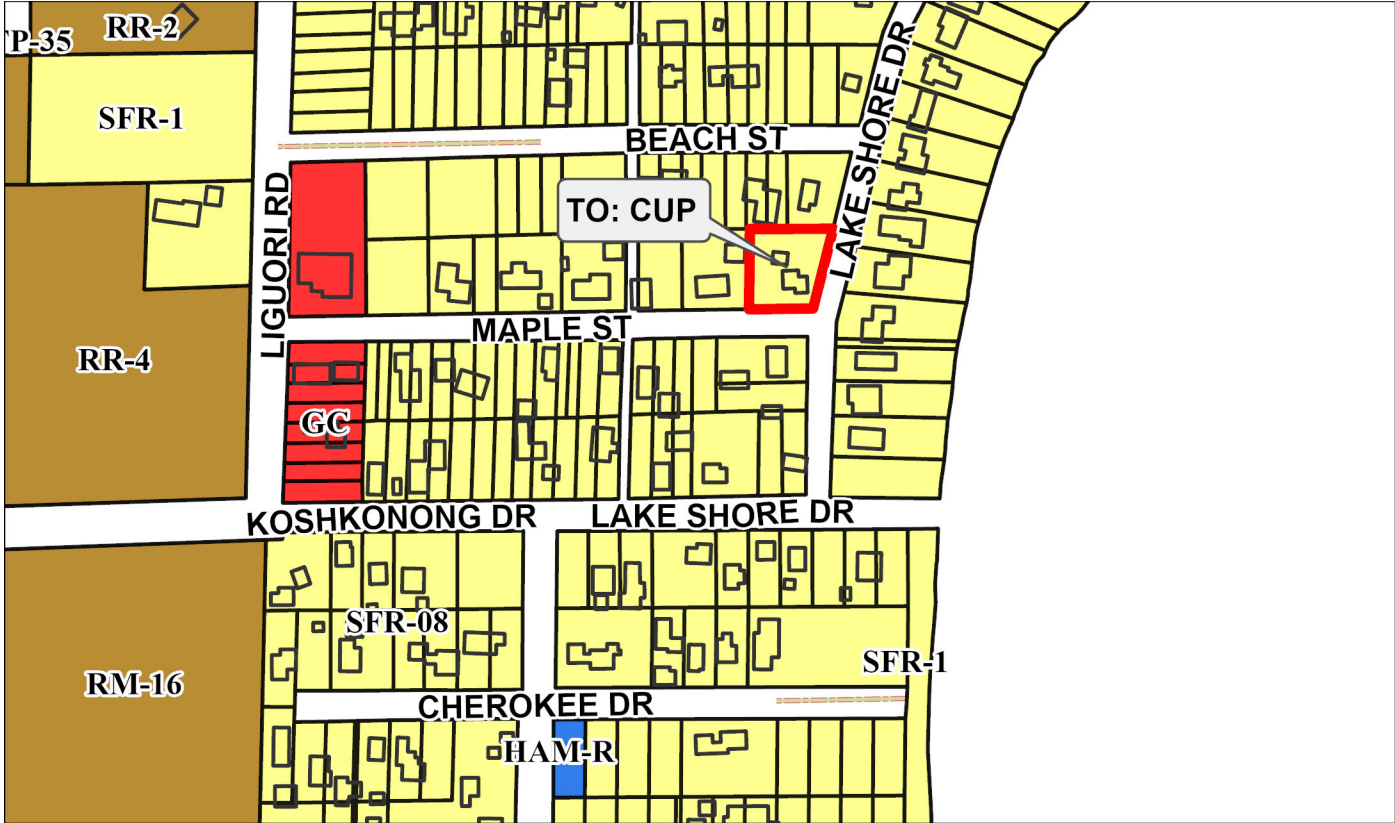 RR-2
TP-35
SFR-1
BEACH ST
LAKE SHORE DR
LIGUORI RD
TO: CUP
MAPLE ST
RR-4
GC
KOSHKONONG DR
LAKE SHORE DR
SFR-08
SFR-1
RM-16
CHEROKEE DR
HAM-R